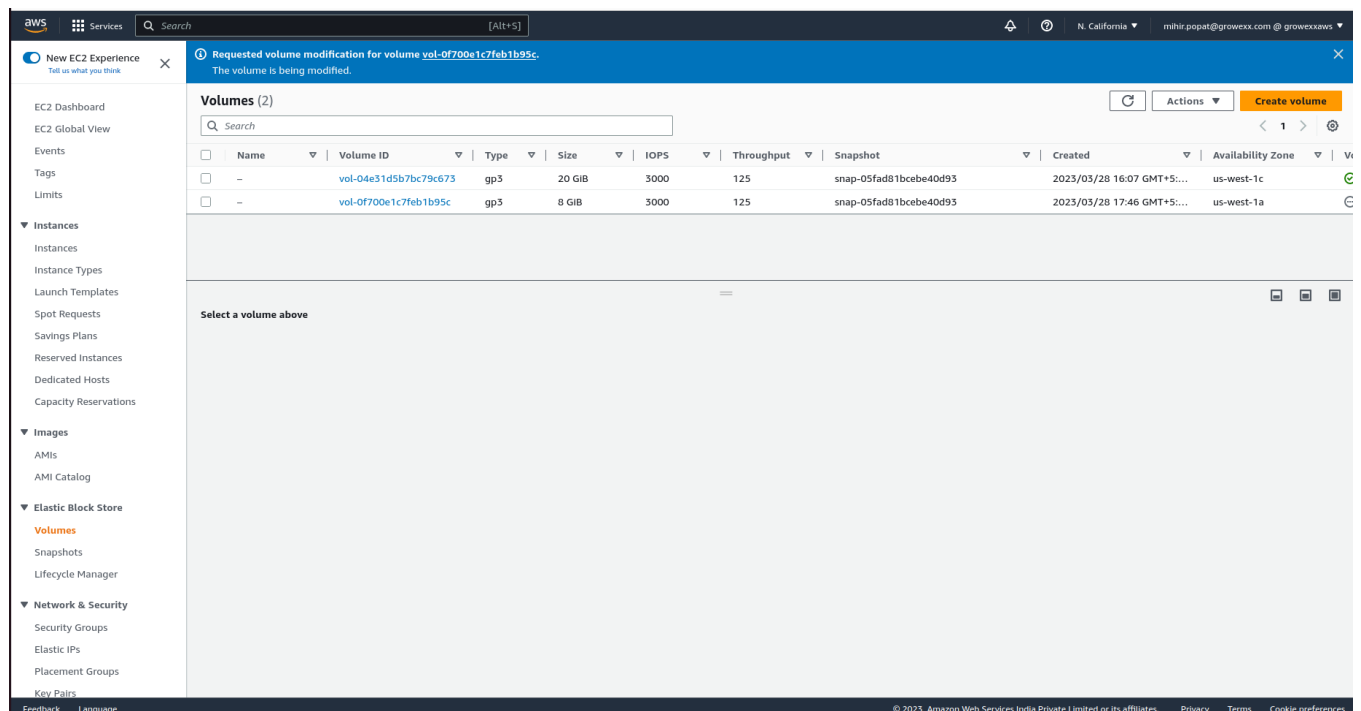 aws Services Search [Alt+S] N. California mihir.popat@growexx.com @ growexxaws
New EC2 Experience
Tell us what you think
EC2 Dashboard
EC2 Global View
Events
Tags
Limits
Instances
Instances
Instance Types
Launch Templates
Spot Requests
Savings Plans
Reserved Instances
Dedicated Hosts
Capacity Reservations
Images
AMIs
AMI Catalog
Elastic Block Store
Volumes
Snapshots
Lifecycle Manager
Network & Security
Security Groups
Elastic IPs
Placement Groups
Key Pairs
Requested volume modification for volume vol-0f700e1c7feb1b95c.
The volume is being modified.
Volumes (2) Actions Create volume
Search 1
Name Volume ID Type Size IOPS Throughput Snapshot Created Availability Zone
– vol-04e31d5b7bc79c673 gp3 20 GiB 3000 125 snap-05fad81bcebe40d93 2023/03/28 16:07 GMT+5:... us-west-1c
– vol-0f700e1c7feb1b95c gp3 8 GiB 3000 125 snap-05fad81bcebe40d93 2023/03/28 17:46 GMT+5:... us-west-1a
Select a volume above
Feedback Language © 2023, Amazon Web Services India Private Limited or its affiliates. Privacy Terms Cookie preferences